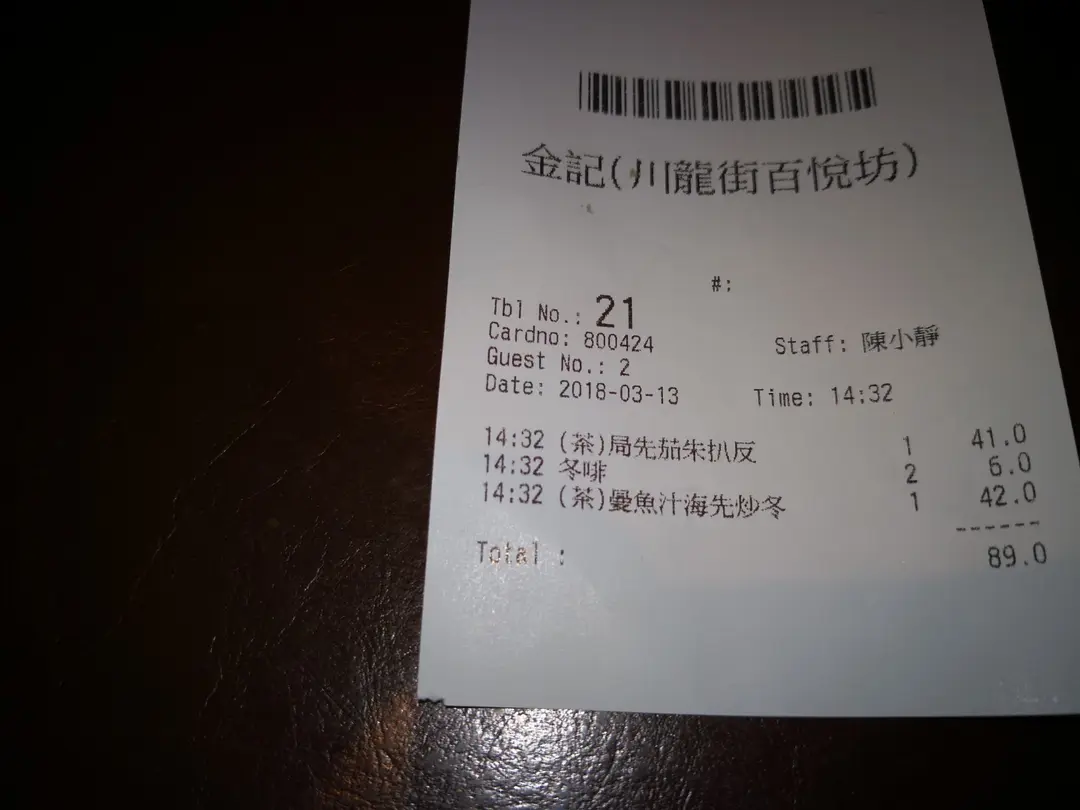 金記(川龍街百悅坊)
#:
Tbl No.: 21
Cardno: 800424 Staff: 陳小靜
Guest No.: 2
Date: 2018-03-13 Time: 14:32
14:32 (茶)局先茄朱扒反 1 41.0
14:32 冬啡 2 6.0
14:32 (茶)曼魚汁海先炒冬 1 42.0
------
Total : 89.0